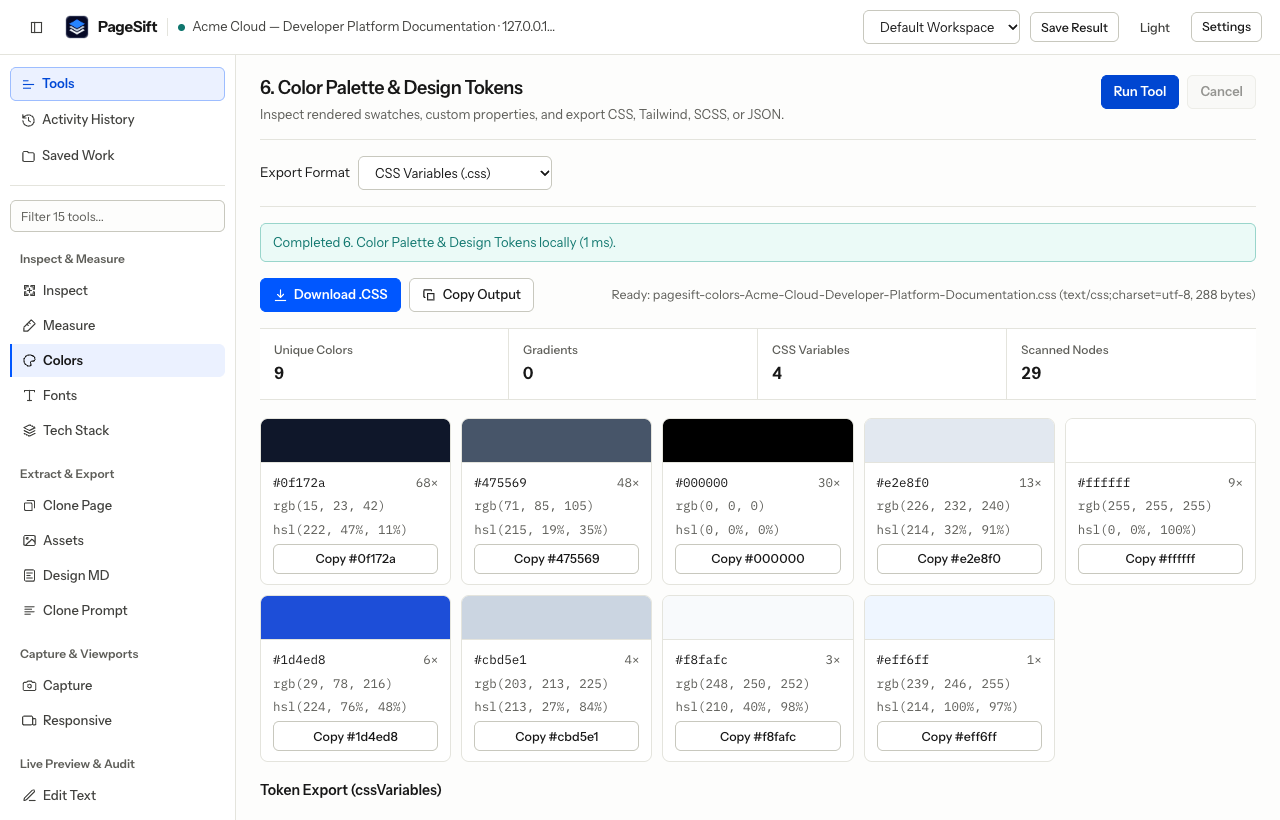 PageSift
Acme Cloud — Developer Platform Documentation · 127.0.0.1...
Default Workspace
Save Result
Light
Settings
Tools
Activity History
Saved Work
Filter 15 tools...
Inspect & Measure
Inspect
Measure
Colors
Fonts
Tech Stack
Extract & Export
Clone Page
Assets
Design MD
Clone Prompt
Capture & Viewports
Capture
Responsive
Live Preview & Audit
Edit Text
6. Color Palette & Design Tokens
Run Tool
Cancel
Inspect rendered swatches, custom properties, and export CSS, Tailwind, SCSS, or JSON.
Export Format
CSS Variables (.css)
Completed 6. Color Palette & Design Tokens locally (1 ms).
Download .CSS
Copy Output
Ready: pagesift-colors-Acme-Cloud-Developer-Platform-Documentation.css (text/css;charset=utf-8, 288 bytes)
Unique Colors
9
Gradients
0
CSS Variables
4
Scanned Nodes
29
#0f172a 68×
rgb(15, 23, 42)
hsl(222, 47%, 11%)
Copy #0f172a
#475569 48×
rgb(71, 85, 105)
hsl(215, 19%, 35%)
Copy #475569
#000000 30×
rgb(0, 0, 0)
hsl(0, 0%, 0%)
Copy #000000
#e2e8f0 13×
rgb(226, 232, 240)
hsl(214, 32%, 91%)
Copy #e2e8f0
#ffffff 9×
rgb(255, 255, 255)
hsl(0, 0%, 100%)
Copy #ffffff
#1d4ed8 6×
rgb(29, 78, 216)
hsl(224, 76%, 48%)
Copy #1d4ed8
#cbd5e1 4×
rgb(203, 213, 225)
hsl(213, 27%, 84%)
Copy #cbd5e1
#f8fafc 3×
rgb(248, 250, 252)
hsl(210, 40%, 98%)
Copy #f8fafc
#eff6ff 1×
rgb(239, 246, 255)
hsl(214, 100%, 97%)
Copy #eff6ff
Token Export (cssVariables)